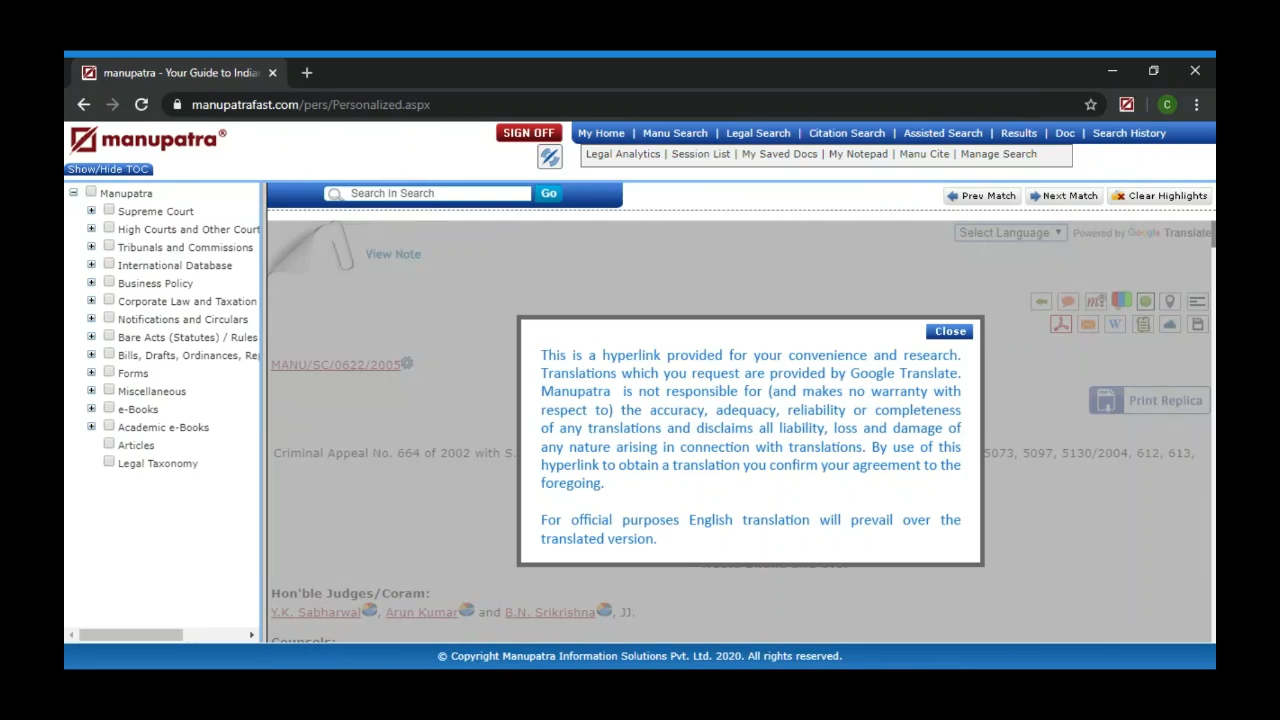 manupatra - Your Guide to India
manupatrafast.com/pers/Personalized.aspx
C
manupatra®
SIGN OFF
My Home | Manu Search | Legal Search | Citation Search | Assisted Search | Results | Doc | Search History
Legal Analytics | Session List | My Saved Docs | My Notepad | Manu Cite | Manage Search
Show/Hide TOC
Search In Search
Go
Prev Match
Next Match
Clear Highlights
Manupatra
Supreme Court
High Courts and Other Court
Tribunals and Commissions
International Database
Business Policy
Corporate Law and Taxation
Notifications and Circulars
Bare Acts (Statutes) / Rules
Bills, Drafts, Ordinances, Re
Forms
Miscellaneous
e-Books
Academic e-Books
Articles
Legal Taxonomy
View Note
Select Language
Powered by Google Translate
MANU/SC/0622/2005
Print Replica
Criminal Appeal No. 664 of 2002 with S.
5073, 5097, 5130/2004, 612, 613,
Close
This is a hyperlink provided for your convenience and research.
Translations which you request are provided by Google Translate.
Manupatra is not responsible for (and makes no warranty with
respect to) the accuracy, adequacy, reliability or completeness
of any translations and disclaims all liability, loss and damage of
any nature arising in connection with translations. By use of this
hyperlink to obtain a translation you confirm your agreement to the
foregoing.
For official purposes English translation will prevail over the
translated version.
Hon'ble Judges/Coram:
Y.K. Sabharwal, Arun Kumar and B.N. Srikrishna, JJ.
Counsels:
© Copyright Manupatra Information Solutions Pvt. Ltd. 2020. All rights reserved.